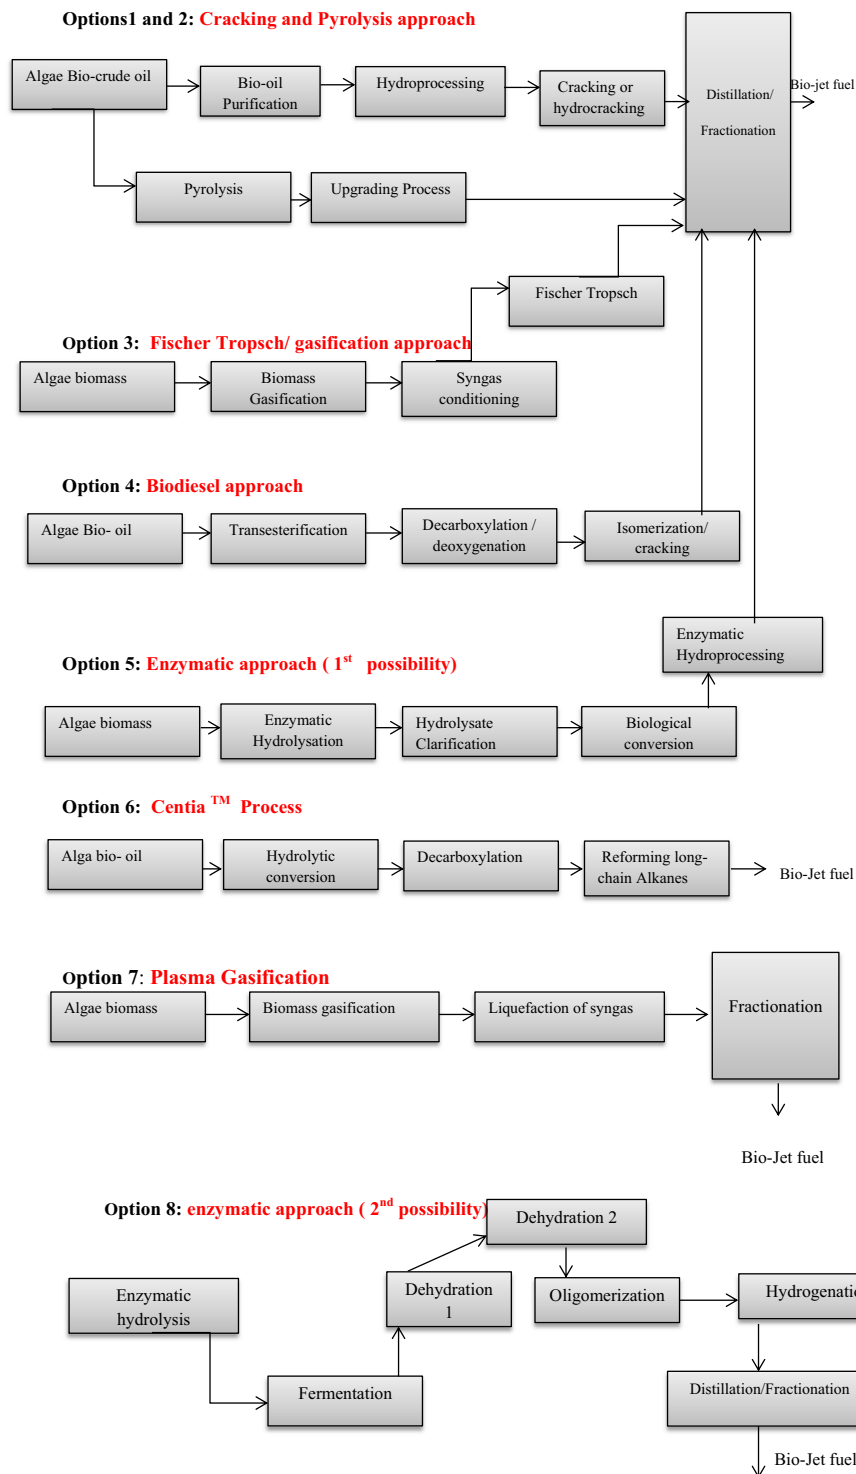 Options1 and 2: Cracking and Pyrolysis approach
Algae Bio-crude oil
Bio-oil
Purification
Hydroprocessing
Cracking or
hydrocracking
Distillation/
Fractionation
Bio-jet fuel
Pyrolysis
Upgrading Process
Fischer Tropsch
Option 3: Fischer Tropsch/ gasification approach
Algae biomass
Biomass
Gasification
Syngas
conditioning
Option 4: Biodiesel approach
Algae Bio- oil
Transesterification
Decarboxylation /
deoxygenation
Isomerization/
cracking
Enzymatic
Hydroprocessing
Option 5: Enzymatic approach ( 1st possibility)
Algae biomass
Enzymatic
Hydrolysation
Hydrolysate
Clarification
Biological
conversion
Option 6: Centia TM Process
Alga bio- oil
Hydrolytic
conversion
Decarboxylation
Reforming long-
chain Alkanes
Bio-Jet fuel
Option 7: Plasma Gasification
Algae biomass
Biomass gasification
Liquefaction of syngas
Fractionation
Bio-Jet fuel
Option 8: enzymatic approach ( 2nd possibility)
Dehydration 2
Enzymatic
hydrolysis
Dehydration
1
Oligomerization
Hydrogenatio
Fermentation
Distillation/Fractionation
Bio-Jet fuel